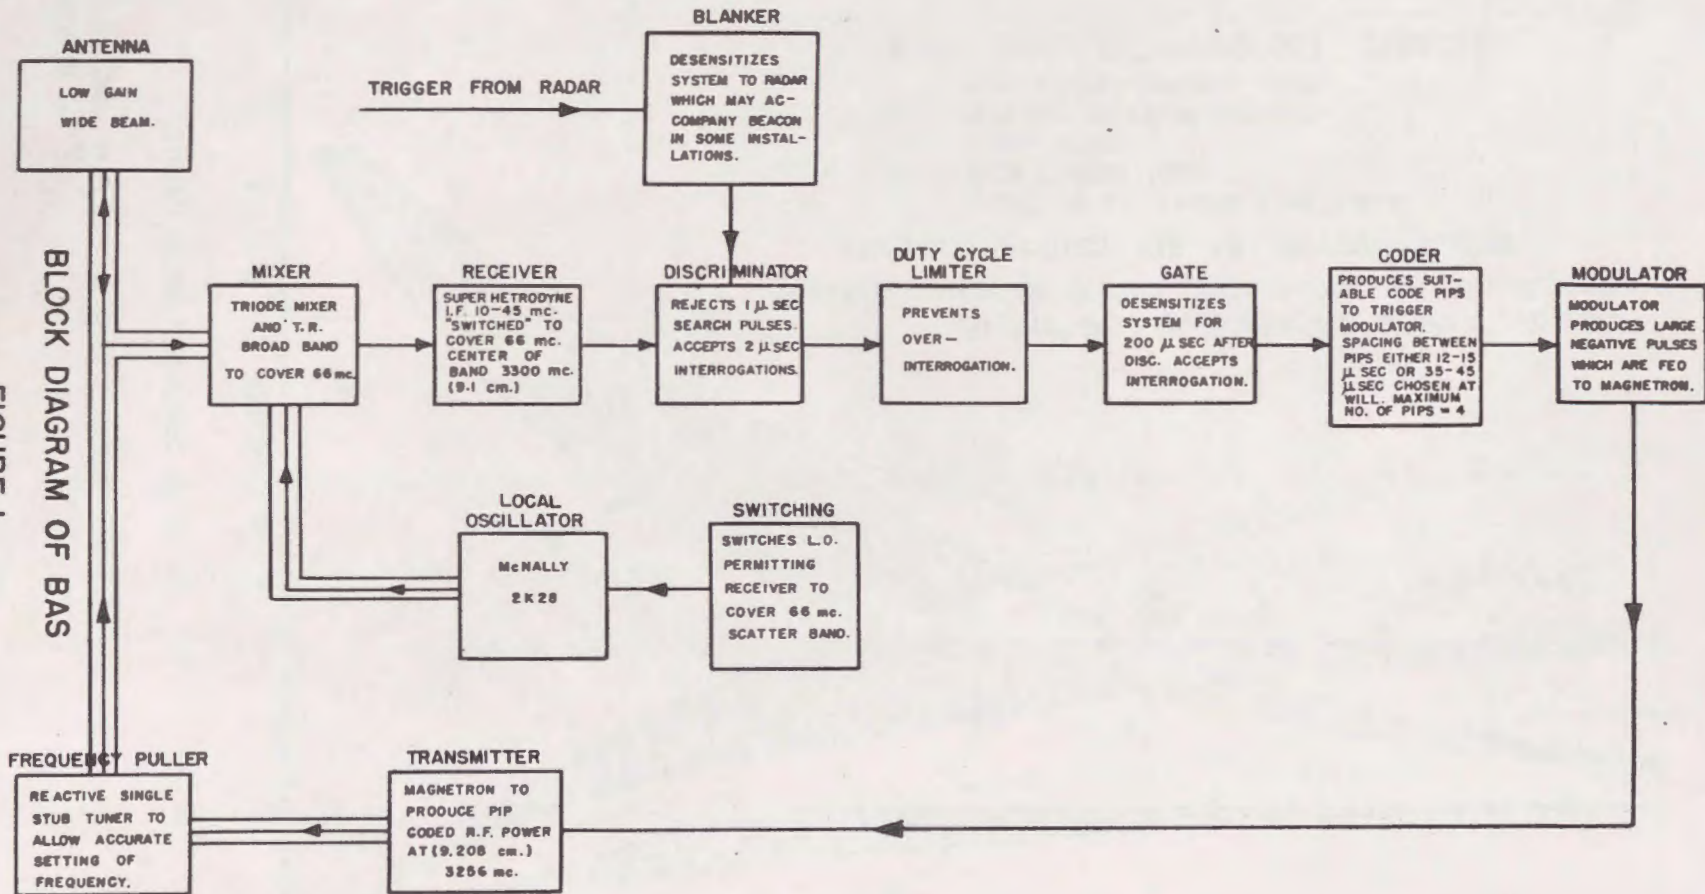 BLANKER
DESENSITIZES
SYSTEM TO RADAR
WHICH MAY AC-
COMPANY BEACON
IN SOME INSTAL-
LATIONS.
TRIGGER FROM RADAR
ANTENNA
LOW GAIN
WIDE BEAM.
MIXER
TRIODE MIXER
AND T.R.
BROAD BAND
TO COVER 66mc.
RECEIVER
SUPER HETRODYNE
I.F. 10-45 mc.
"SWITCHED" TO
COVER 66 mc.
CENTER OF
BAND 3300 mc.
(9.1 cm.)
DISCRIMINATOR
REJECTS 1 μ SEC
SEARCH PULSES.
ACCEPTS 2 μ SEC
INTERROGATIONS.
DUTY CYCLE
LIMITER
PREVENTS
OVER-
INTERROGATION.
GATE
DESENSITIZES
SYSTEM FOR
200 μ SEC AFTER
DISC. ACCEPTS
INTERROGATION.
CODER
PRODUCES SUIT-
ABLE CODE PIPS
TO TRIGGER
MODULATOR.
SPACING BETWEEN
PIPS EITHER 12-15
μ SEC OR 35-45
μ SEC CHOSEN AT
WILL. MAXIMUM
NO. OF PIPS = 4
MODULATOR
MODULATOR
PRODUCES LARGE
NEGATIVE PULSES
WHICH ARE FED
TO MAGNETRON.
LOCAL
OSCILLATOR
McNALLY
2K28
SWITCHING
SWITCHES L.O.
PERMITTING
RECEIVER TO
COVER 66 mc.
SCATTER BAND.
FREQUENCY PULLER
REACTIVE SINGLE
STUB TUNER TO
ALLOW ACCURATE
SETTING OF
FREQUENCY.
TRANSMITTER
MAGNETRON TO
PRODUCE PIP
CODED R.F. POWER
AT (9.208 cm.)
3256 mc.
BLOCK DIAGRAM OF BAS